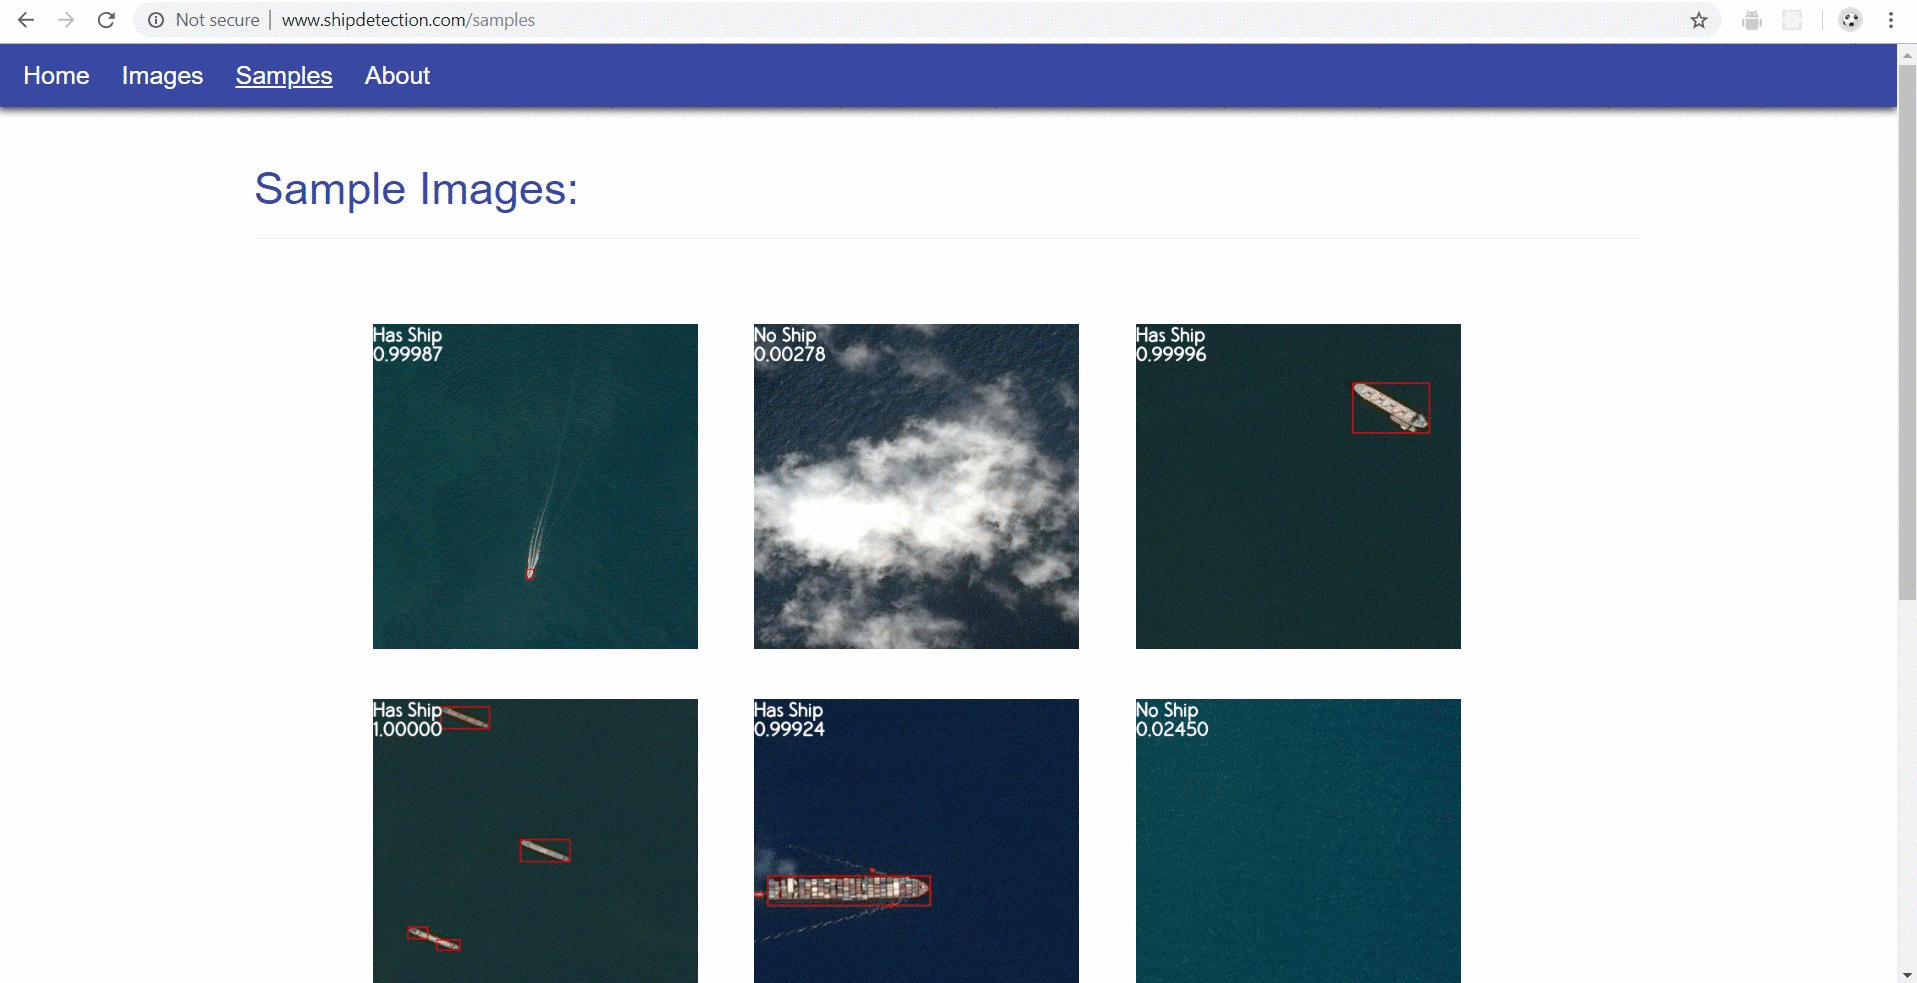 Not secure | www.shipdetection.com/samples
Home Images Samples About
Sample Images:
Has Ship
0.99987
No Ship
0.00278
Has Ship
0.99996
Has Ship
1.00000
Has Ship
0.99924
No Ship
0.02450